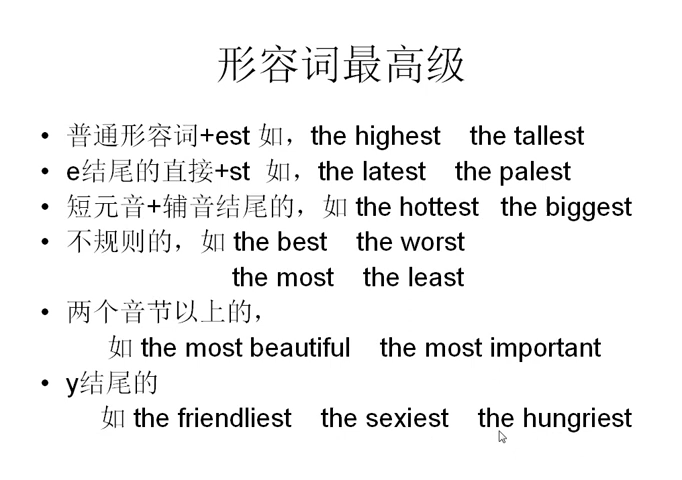 形容词最高级
• 普通形容词+est 如，the highest the tallest
• e结尾的直接+st 如，the latest the palest
• 短元音+辅音结尾的，如 the hottest the biggest
• 不规则的，如 the best the worst
the most the least
• 两个音节以上的，
如 the most beautiful the most important
• y结尾的
如 the friendliest the sexiest the hungriest